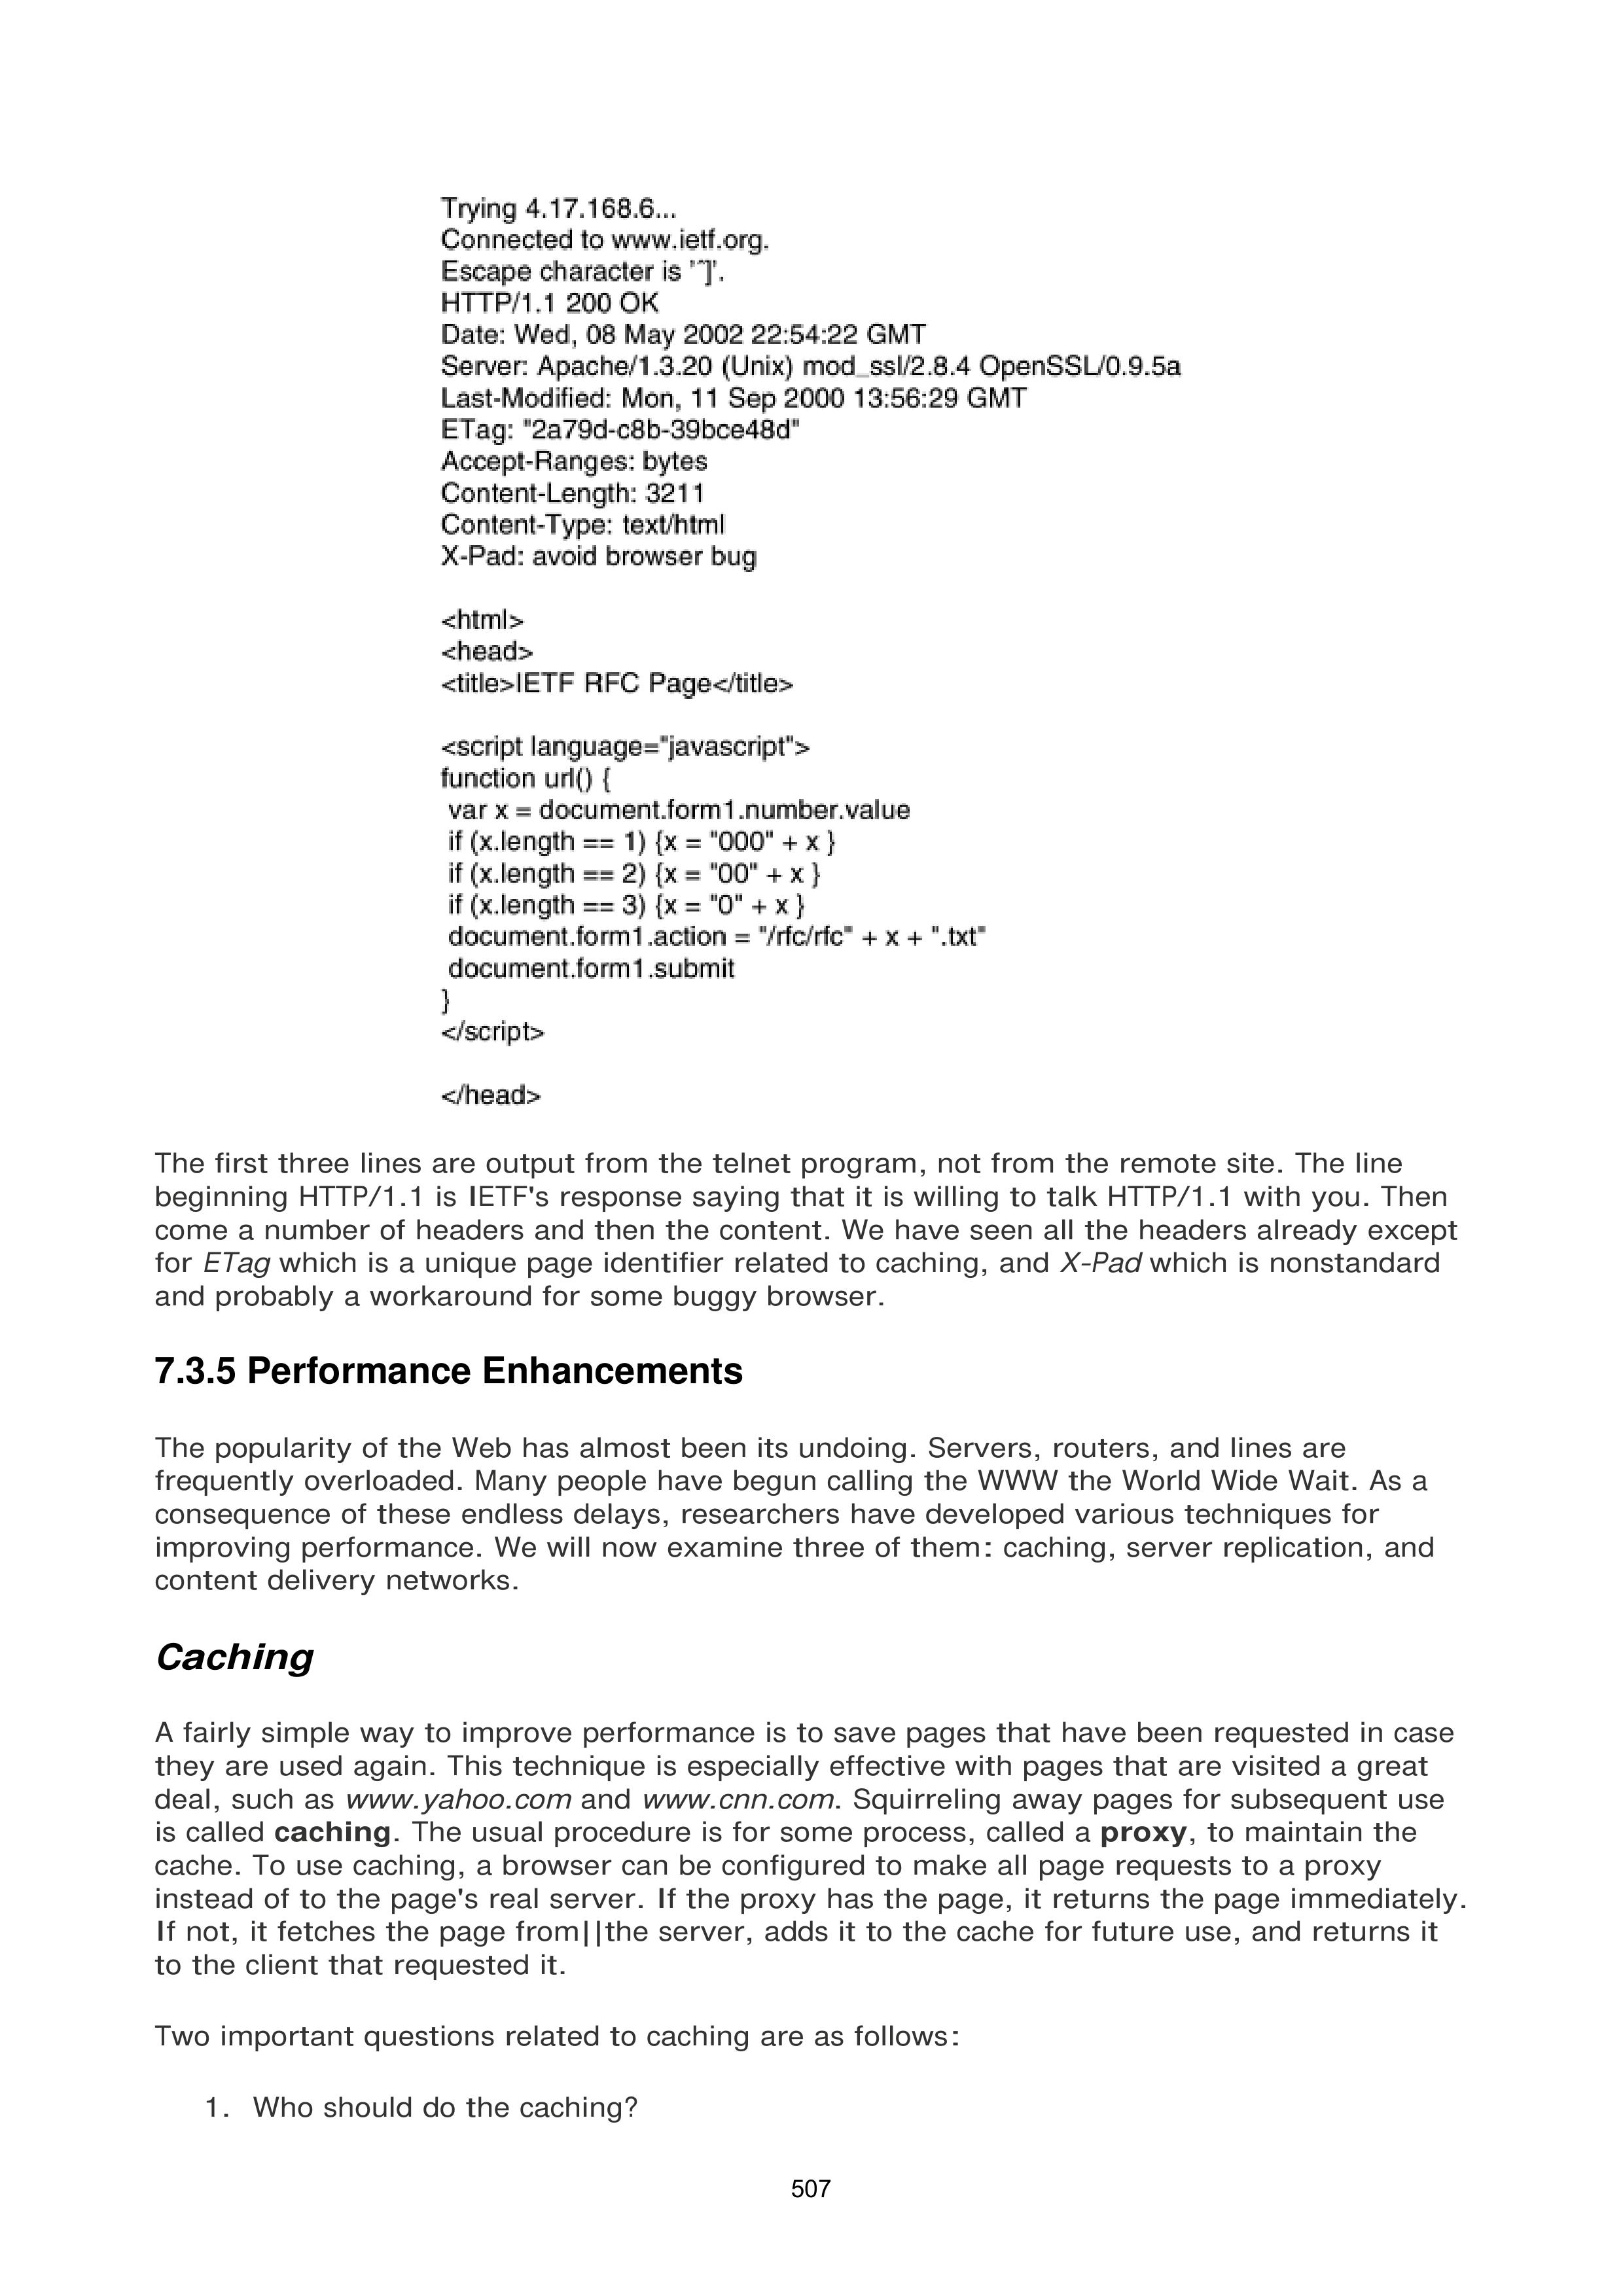 Trying 4.17.168.6...
Connected to www.ietf.org.
Escape character is '^]'.
HTTP/1.1 200 OK
Date: Wed, 08 May 2002 22:54:22 GMT
Server: Apache/1.3.20 (Unix) mod_ssl/2.8.4 OpenSSL/0.9.5a
Last-Modified: Mon, 11 Sep 2000 13:56:29 GMT
ETag: "2a79d-c8b-39bce48d"
Accept-Ranges: bytes
Content-Length: 3211
Content-Type: text/html
X-Pad: avoid browser bug
<html>
<head>
<title>IETF RFC Page</title>
<script language="javascript">
function url() {
var x = document.form1.number.value
if (x.length == 1) {x = "000" + x }
if (x.length == 2) {x = "00" + x }
if (x.length == 3) {x = "0" + x }
document.form1.action = "/rfc/rfc" + x + ".txt"
document.form1.submit
}
</script>
</head>
The first three lines are output from the telnet program, not from the remote site. The line
beginning HTTP/1.1 is IETF's response saying that it is willing to talk HTTP/1.1 with you. Then
come a number of headers and then the content. We have seen all the headers already except
for ETag which is a unique page identifier related to caching, and X-Pad which is nonstandard
and probably a workaround for some buggy browser.
7.3.5 Performance Enhancements
The popularity of the Web has almost been its undoing. Servers, routers, and lines are
frequently overloaded. Many people have begun calling the WWW the World Wide Wait. As a
consequence of these endless delays, researchers have developed various techniques for
improving performance. We will now examine three of them: caching, server replication, and
content delivery networks.
Caching
A fairly simple way to improve performance is to save pages that have been requested in case
they are used again. This technique is especially effective with pages that are visited a great
deal, such as www.yahoo.com and www.cnn.com. Squirreling away pages for subsequent use
is called caching. The usual procedure is for some process, called a proxy, to maintain the
cache. To use caching, a browser can be configured to make all page requests to a proxy
instead of to the page's real server. If the proxy has the page, it returns the page immediately.
If not, it fetches the page from||the server, adds it to the cache for future use, and returns it
to the client that requested it.
Two important questions related to caching are as follows:
1. Who should do the caching?
507